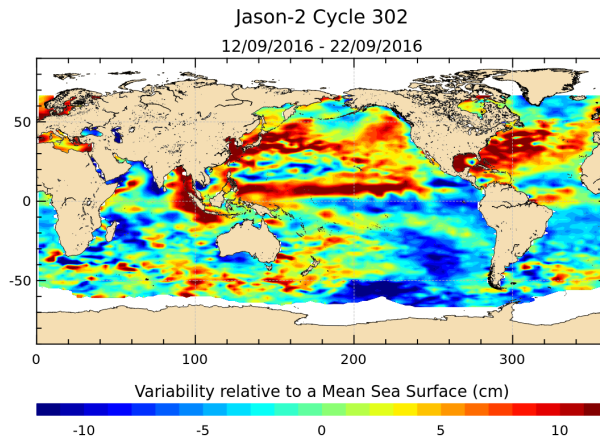 Jason-2 Cycle 302
12/09/2016 - 22/09/2016
50
0
-50
0 100 200 300
Variability relative to a Mean Sea Surface (cm)
-10 -5 0 5 10